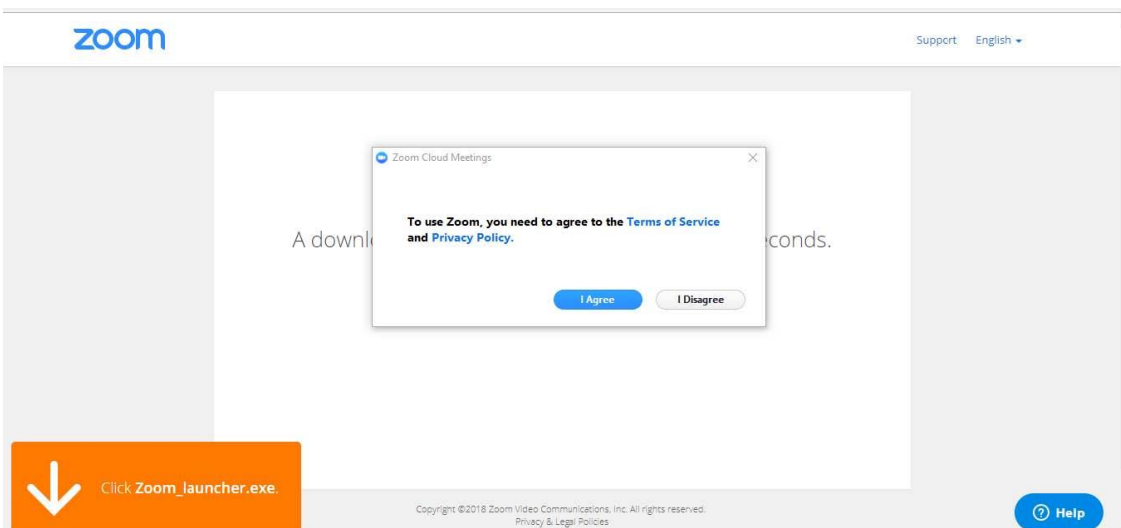 zoom
Support English
Zoom Cloud Meetings
To use Zoom, you need to agree to the Terms of Service
and Privacy Policy.
A downl
conds.
I Agree I Disagree
Click Zoom_launcher.exe.
Copyright ©2018 Zoom Video Communications, Inc. All rights reserved.
Privacy & Legal Policies
Help